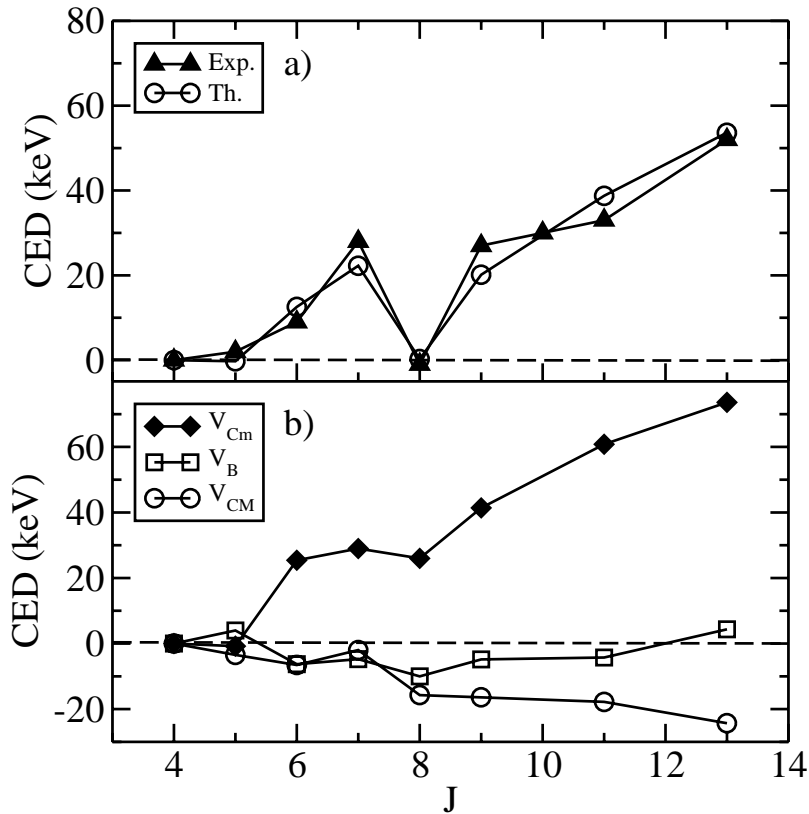 80
60
40
20
0
CED (keV)
Exp.
Th.
a)
60
40
20
0
-20
CED (keV)
V_Cm
V_B
V_CM
b)
4 6 8 10 12 14
J